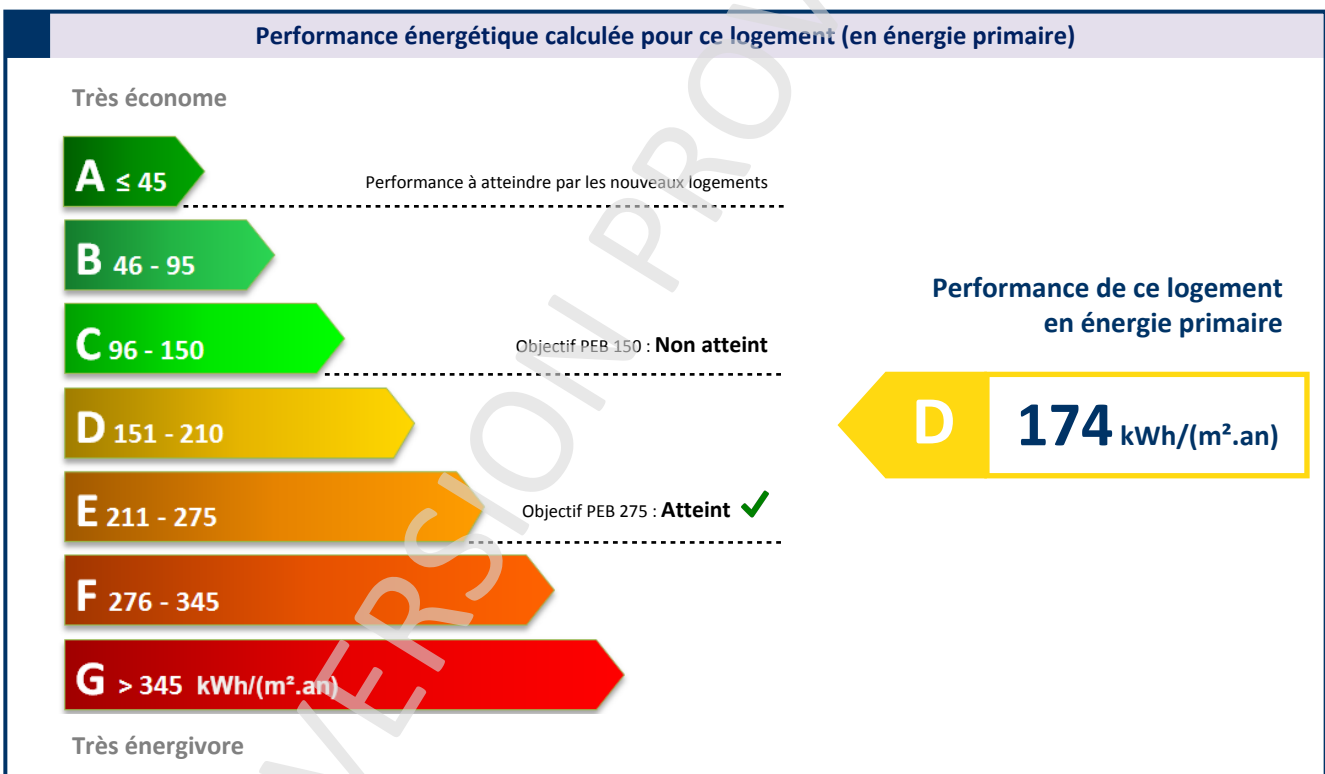 Performance énergétique calculée pour ce logement (en énergie primaire)
Très économe
A ≤ 45
Performance à atteindre par les nouveaux logements
B 46 - 95
C 96 - 150
Objectif PEB 150 : Non atteint
D 151 - 210
E 211 - 275
Objectif PEB 275 : Atteint
F 276 - 345
G > 345 kWh/(m².an)
Très énergivore
Performance de ce logement
en énergie primaire
D 174 kWh/(m².an)
VERSION PROV